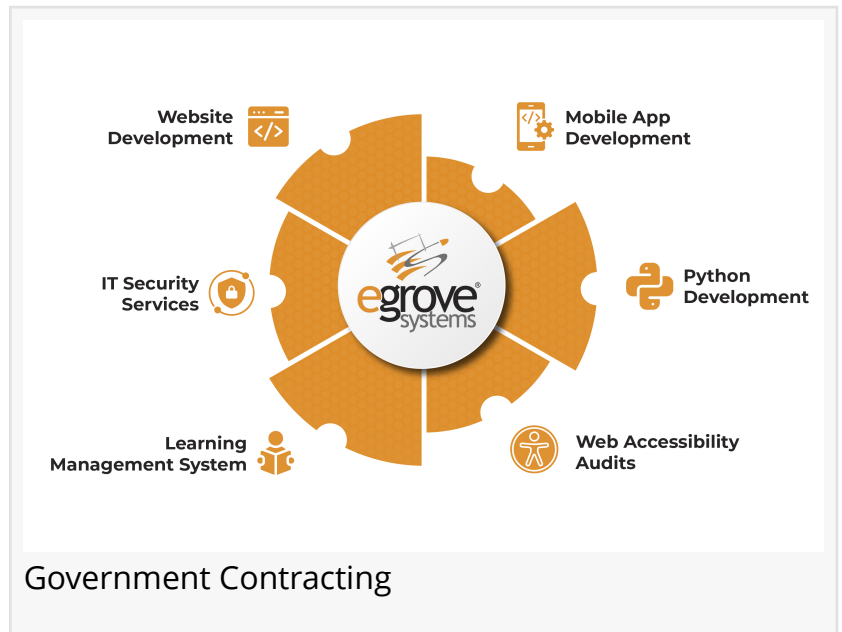 Website
Development
</>
Mobile App
Development
</>
IT Security
Services
egrove®
systems
Python
Development
Learning
Management System
Web Accessibility
Audits
Government Contracting